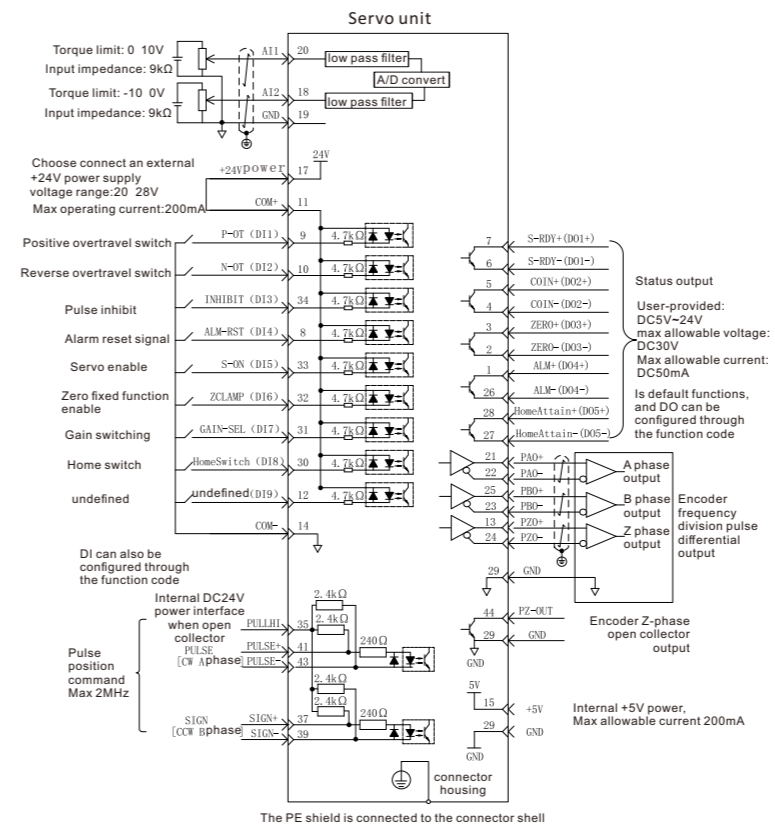 Servo unit
Torque limit: 0 10V
Input impedance: 9kΩ
AI1 20
low pass filter
A/D convert
Torque limit: -10 0V
Input impedance: 9kΩ
AI2 18
low pass filter
GND 19
Choose connect an external
+24V power supply
voltage range:20 28V
Max operating current:200mA
+24Vpower 17
24V
COM+ 11
Positive overtravel switch
P-OT (DI1) 9 4.7kΩ
Reverse overtravel switch
N-OT (DI2) 10 4.7kΩ
Pulse inhibit
INHIBIT (DI3) 34 4.7kΩ
Alarm reset signal
ALM-RST (DI4) 8 4.7kΩ
Servo enable
S-ON (DI5) 33 4.7kΩ
Zero fixed function
enable
ZCLAMP (DI6) 32 4.7kΩ
Gain switching
GAIN-SEL (DI7) 31 4.7kΩ
Home switch
HomeSwitch (DI8) 30 4.7kΩ
undefined
undefined(DI9) 12 4.7kΩ
COM- 14
DI can also be
configured through
the function code
Internal DC24V
power interface
when open
collector
PULLHI 35
2.4kΩ
2.4kΩ
Pulse
position
command
Max 2MHz
PULSE
[CW Aphase]
PULSE+ 41
PULSE- 43
240Ω
2.4kΩ
2.4kΩ
SIGN
[CCW Bphase]
SIGN+ 37
SIGN- 39
240Ω
7 S-RDY+(DO1+)
6 S-RDY-(DO1-)
5 COIN+(DO2+)
4 COIN-(DO2-)
3 ZERO+(DO3+)
2 ZERO-(DO3-)
1 ALM+(DO4+)
26 ALM-(DO4-)
28 HomeAttain+(DO5+)
27 HomeAttain-(DO5-)
Status output
User-provided:
DC5V~24V
max allowable voltage:
DC30V
Max allowable current:
DC50mA
Is default functions,
and DO can be
configured through
the function code
21 PAO+
22 PAO-
25 PBO+
23 PBO-
13 PZO+
24 PZO-
A phase
output
B phase
output
Z phase
output
Encoder
frequency
division pulse
differential
output
29 GND
44 PZ-OUT
29 GND
GND
Encoder Z-phase
open collector
output
5V
15 +5V
29 GND
GND
Internal +5V power,
Max allowable current 200mA
connector
housing
The PE shield is connected to the connector shell